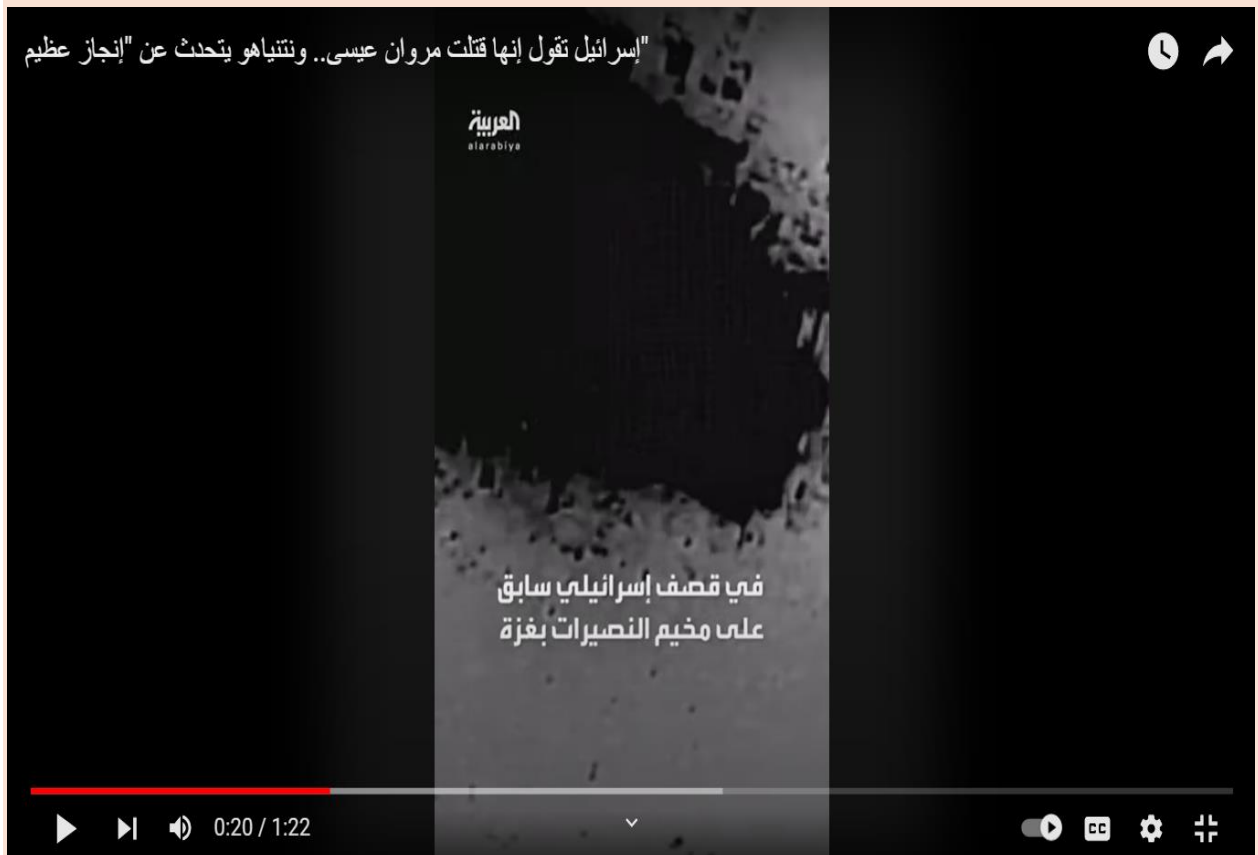 "إسرائيل تقول إنها قتلت مروان عيسى.. ونتنياهو يتحدث عن "إنجاز عظيم
العربية
alarabiya
في قصف إسرائيلي سابق
على مخيم النصيرات بغزة
0:20 / 1:22
CC